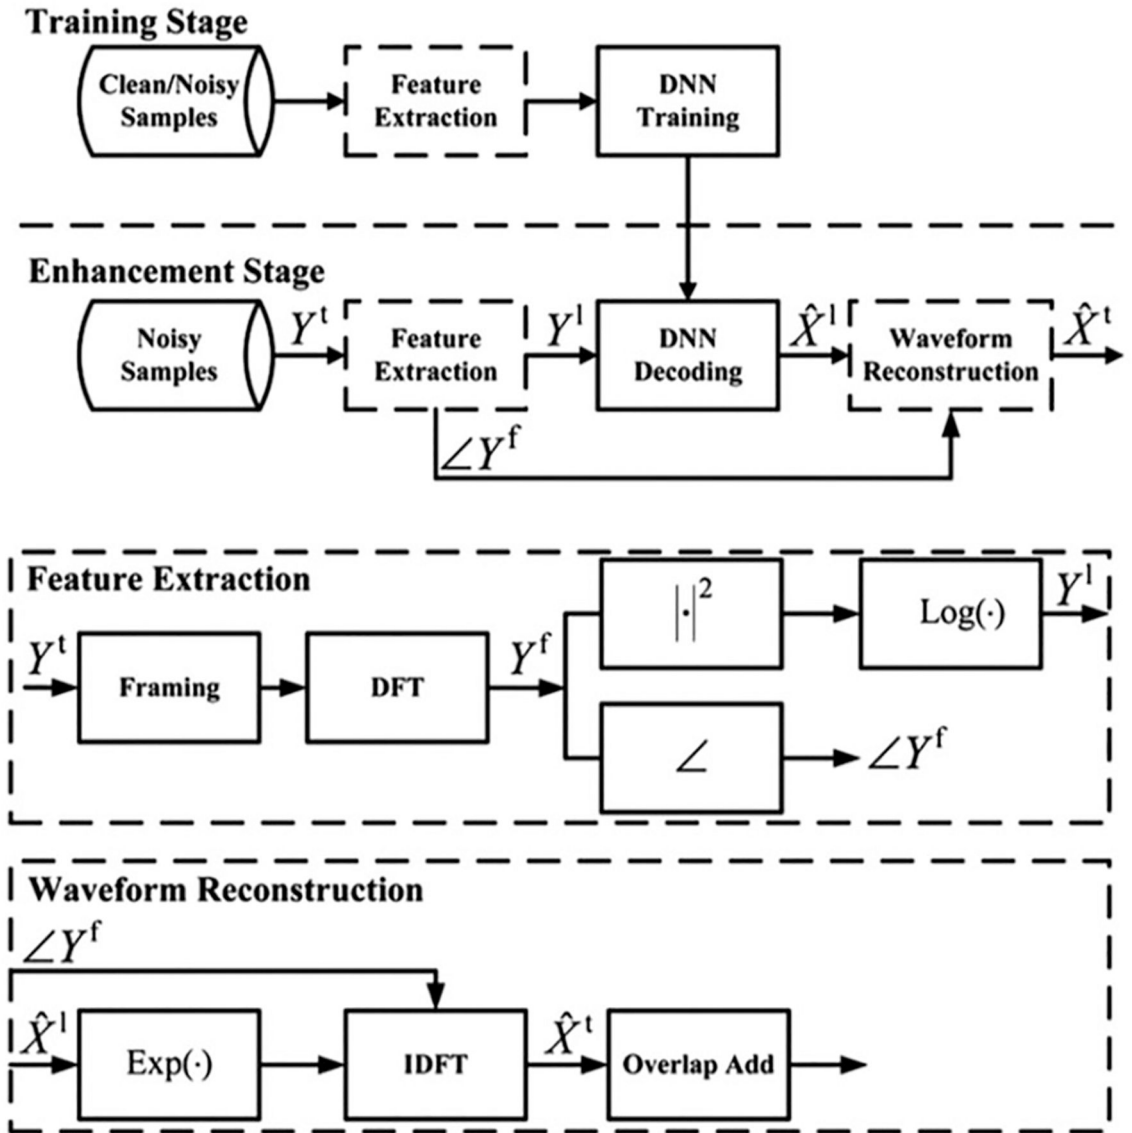 Training Stage
Clean/Noisy
Samples
Feature
Extraction
DNN
Training
Enhancement Stage
Noisy
Samples
Yᵗ
Feature
Extraction
Yˡ
DNN
Decoding
X̂ˡ
Waveform
Reconstruction
X̂ᵗ
∠Yᶠ
Feature Extraction
Yᵗ
Framing
DFT
Yᶠ
|·|²
Log(·)
Yˡ
∠
∠Yᶠ
Waveform Reconstruction
∠Yᶠ
X̂ˡ
Exp(·)
IDFT
X̂ᵗ
Overlap Add